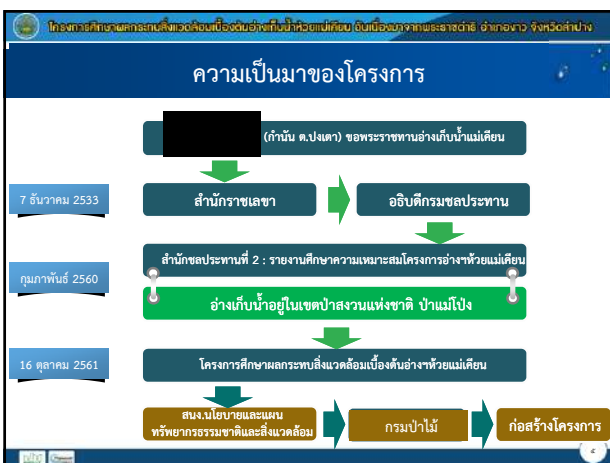 โครงการศึกษาผลกระทบสิ่งแวดล้อมเบื้องต้นอ่างเก็บน้ำห้วยแม่เคียน อันเนื่องมาจากพระราชดำริ อำเภองาว จังหวัดลำปาง
ความเป็นมาของโครงการ
(กำนัน ต.ปงเตา) ขอพระราชทานอ่างเก็บน้ำแม่เคียน
7 ธันวาคม 2533
สำนักราชเลขา
อธิบดีกรมชลประทาน
สำนักชลประทานที่ 2 : รายงานศึกษาความเหมาะสมโครงการอ่างฯห้วยแม่เคียน
กุมภาพันธ์ 2560
อ่างเก็บน้ำอยู่ในเขตป่าสงวนแห่งชาติ ป่าแม่โป่ง
16 ตุลาคม 2561
โครงการศึกษาผลกระทบสิ่งแวดล้อมเบื้องต้นอ่างฯห้วยแม่เคียน
สนง.นโยบายและแผน
ทรัพยากรธรรมชาติและสิ่งแวดล้อม
กรมป่าไม้
ก่อสร้างโครงการ